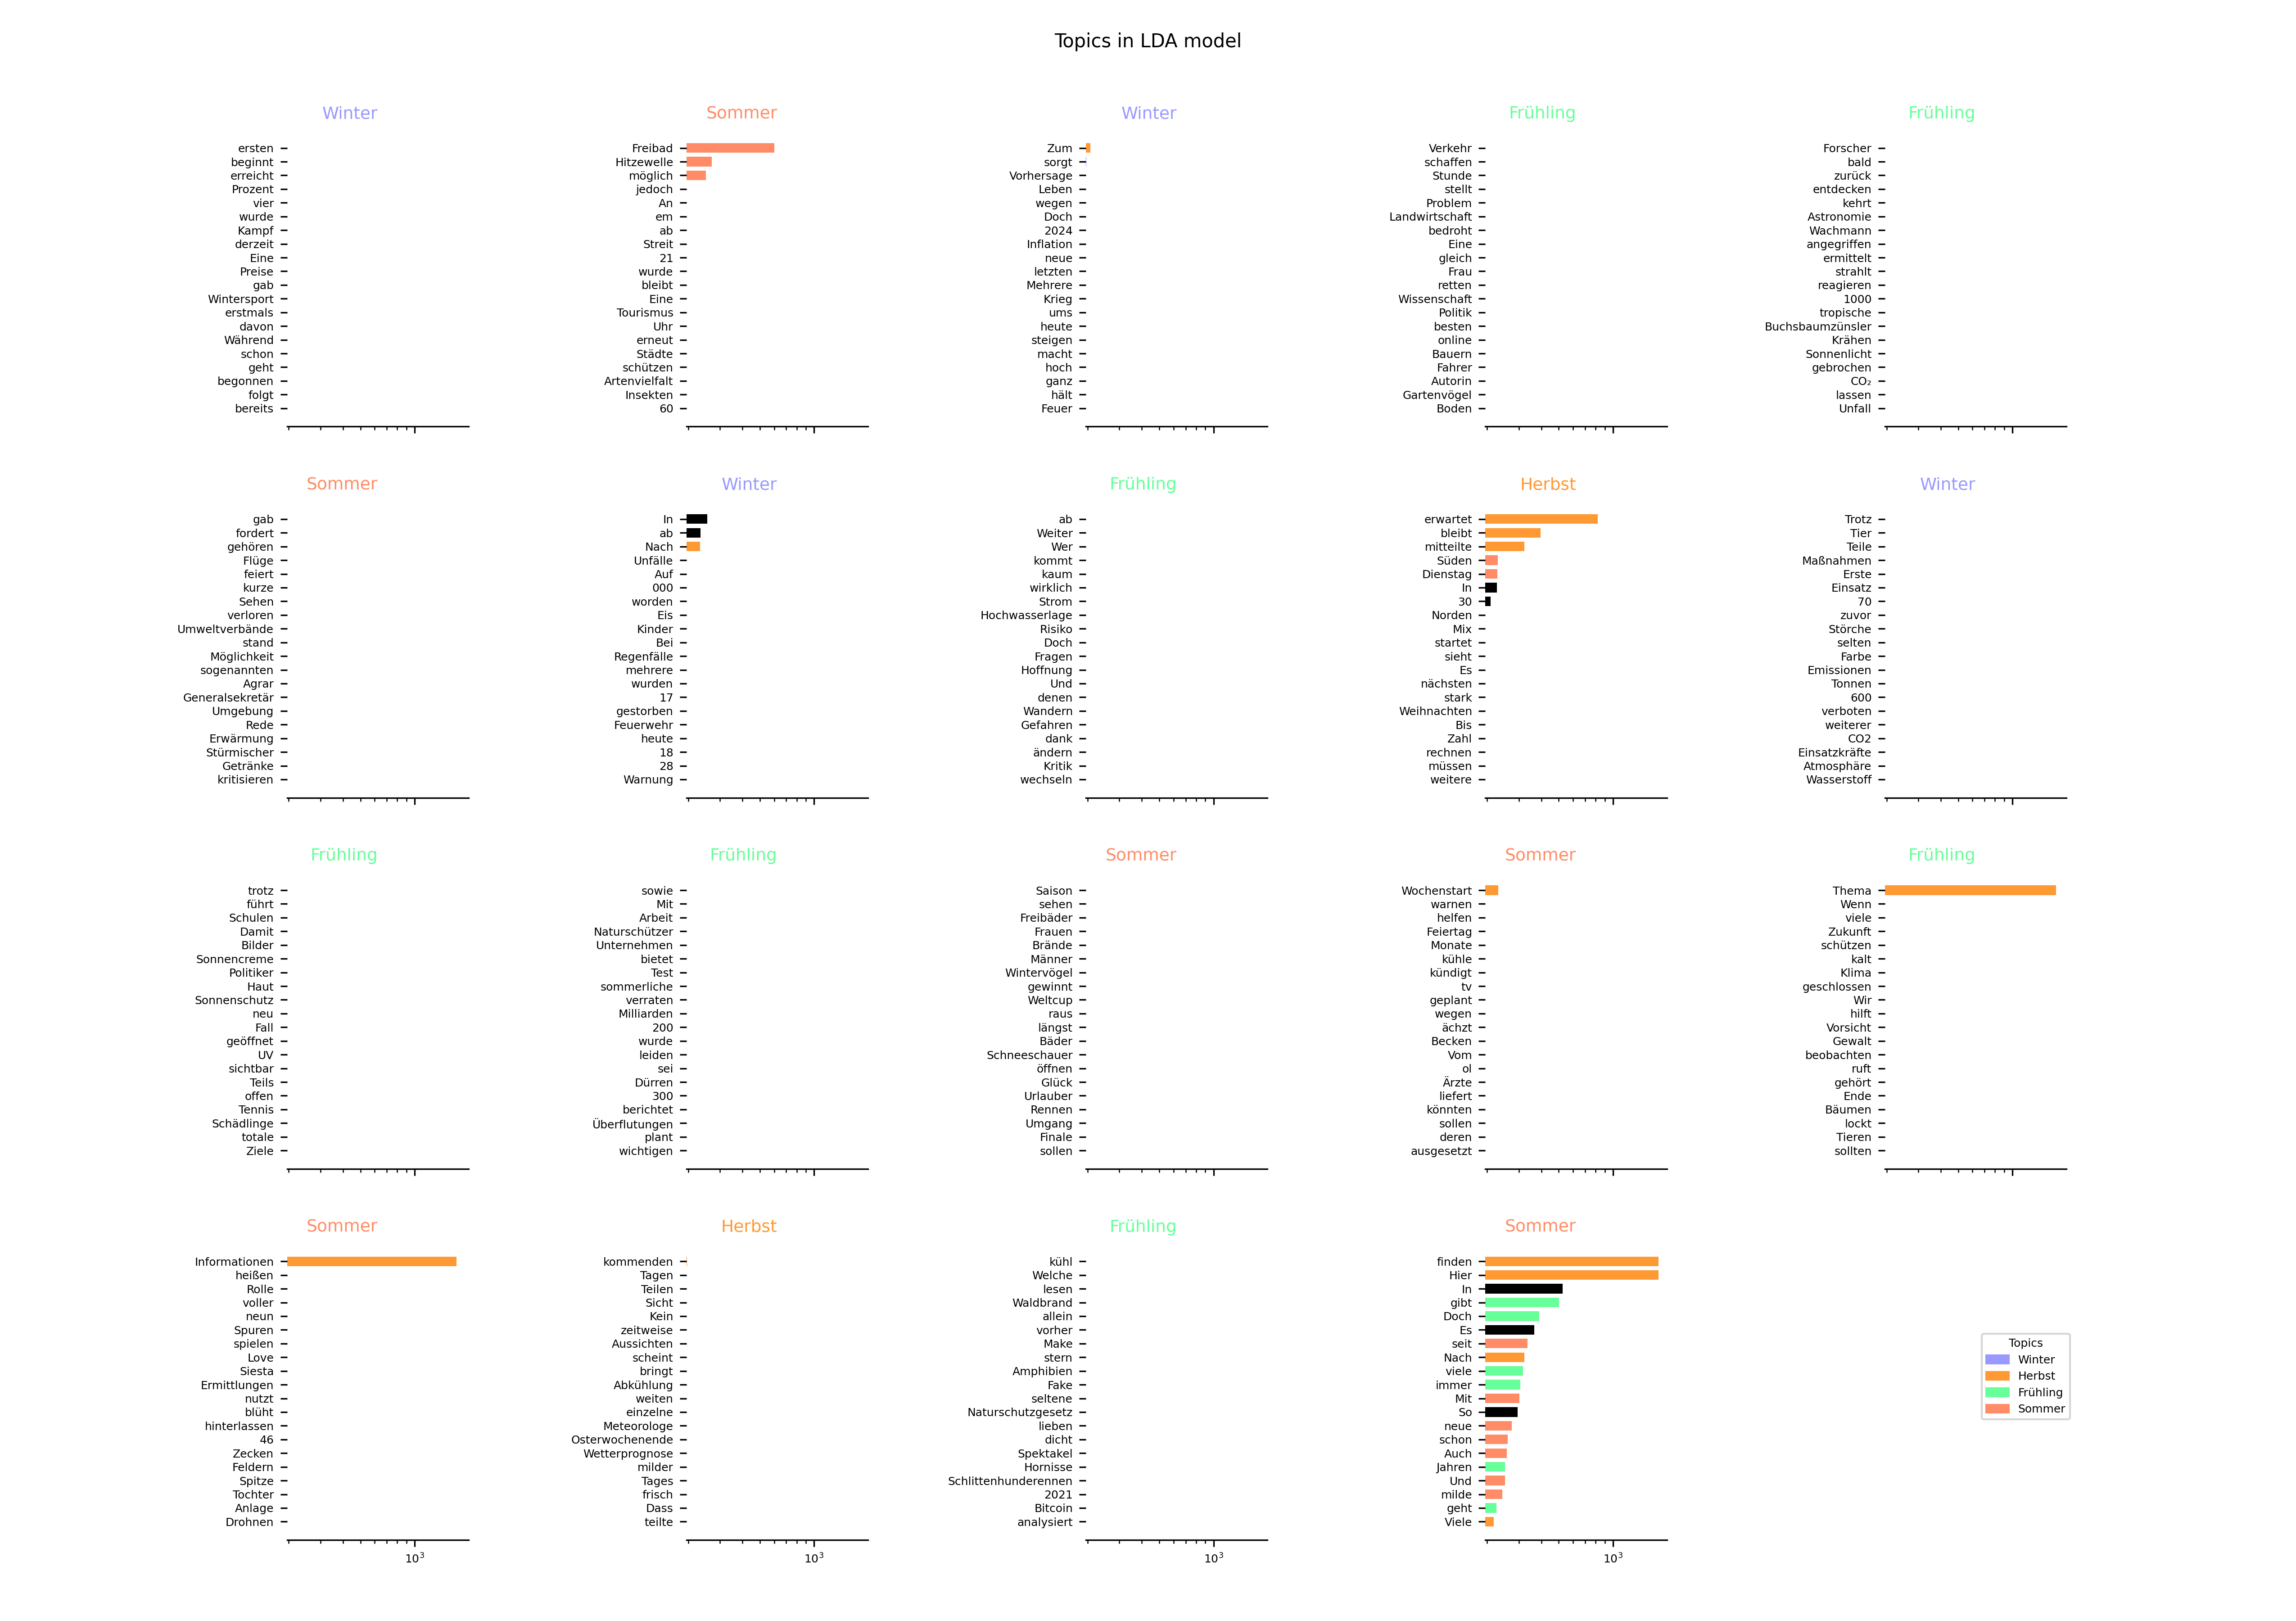 Topics in LDA model
Winter
ersten
beginnt
erreicht
Prozent
vier
wurde
Kampf
derzeit
Eine
Preise
gab
Wintersport
erstmals
davon
Während
schon
geht
begonnen
folgt
bereits
Sommer
Freibad
Hitzewelle
möglich
jedoch
An
em
ab
Streit
21
wurde
bleibt
Eine
Tourismus
Uhr
erneut
Städte
schützen
Artenvielfalt
Insekten
60
Winter
Zum
sorgt
Vorhersage
Leben
wegen
Doch
2024
Inflation
neue
letzten
Mehrere
Krieg
ums
heute
steigen
macht
hoch
ganz
hält
Feuer
Frühling
Verkehr
schaffen
Stunde
stellt
Problem
Landwirtschaft
bedroht
Eine
gleich
Frau
retten
Wissenschaft
Politik
besten
online
Bauern
Fahrer
Autorin
Gartenvögel
Boden
Frühling
Forscher
bald
zurück
entdecken
kehrt
Astronomie
Wachmann
angegriffen
ermittelt
strahlt
reagieren
1000
tropische
Buchsbaumzünsler
Krähen
Sonnenlicht
gebrochen
CO₂
lassen
Unfall
Sommer
gab
fordert
gehören
Flüge
feiert
kurze
Sehen
verloren
Umweltverbände
stand
Möglichkeit
sogenannten
Agrar
Generalsekretär
Umgebung
Rede
Erwärmung
Stürmischer
Getränke
kritisieren
Winter
In
ab
Nach
Unfälle
Auf
000
worden
Eis
Kinder
Bei
Regenfälle
mehrere
wurden
17
gestorben
Feuerwehr
heute
18
28
Warnung
Frühling
ab
Weiter
Wer
kommt
kaum
wirklich
Strom
Hochwasserlage
Risiko
Doch
Fragen
Hoffnung
Und
denen
Wandern
Gefahren
dank
ändern
Kritik
wechseln
Herbst
erwartet
bleibt
mitteilte
Süden
Dienstag
In
30
Norden
Mix
startet
sieht
Es
nächsten
stark
Weihnachten
Bis
Zahl
rechnen
müssen
weitere
Winter
Trotz
Tier
Teile
Maßnahmen
Erste
Einsatz
70
zuvor
Störche
selten
Farbe
Emissionen
Tonnen
600
verboten
weiterer
CO2
Einsatzkräfte
Atmosphäre
Wasserstoff
Frühling
trotz
führt
Schulen
Damit
Bilder
Sonnencreme
Politiker
Haut
Sonnenschutz
neu
Fall
geöffnet
UV
sichtbar
Teils
offen
Tennis
Schädlinge
totale
Ziele
Frühling
sowie
Mit
Arbeit
Naturschützer
Unternehmen
bietet
Test
sommerliche
verraten
Milliarden
200
wurde
leiden
sei
Dürren
300
berichtet
Überflutungen
plant
wichtigen
Sommer
Saison
sehen
Freibäder
Frauen
Brände
Männer
Wintervögel
gewinnt
Weltcup
raus
längst
Bäder
Schneeschauer
öffnen
Glück
Urlauber
Rennen
Umgang
Finale
sollen
Sommer
Wochenstart
warnen
helfen
Feiertag
Monate
kühle
kündigt
tv
geplant
wegen
ächzt
Becken
Vom
ol
Ärzte
liefert
könnten
sollen
deren
ausgesetzt
Frühling
Thema
Wenn
viele
Zukunft
schützen
kalt
Klima
geschlossen
Wir
hilft
Vorsicht
Gewalt
beobachten
ruft
gehört
Ende
Bäumen
lockt
Tieren
sollten
Sommer
Informationen
heißen
Rolle
voller
neun
Spuren
spielen
Love
Siesta
Ermittlungen
nutzt
blüht
hinterlassen
46
Zecken
Feldern
Spitze
Tochter
Anlage
Drohnen
10³
Herbst
kommenden
Tagen
Teilen
Sicht
Kein
zeitweise
Aussichten
scheint
bringt
Abkühlung
weiten
einzelne
Meteorologe
Osterwochenende
Wetterprognose
milder
Tages
frisch
Dass
teilte
10³
Frühling
kühl
Welche
lesen
Waldbrand
allein
vorher
Make
stern
Amphibien
Fake
seltene
Naturschutzgesetz
lieben
dicht
Spektakel
Hornisse
Schlittenhunderennen
2021
Bitcoin
analysiert
10³
Sommer
finden
Hier
In
gibt
Doch
Es
seit
Nach
viele
immer
Mit
So
neue
schon
Auch
Jahren
Und
milde
geht
Viele
10³
Topics
Winter
Herbst
Frühling
Sommer